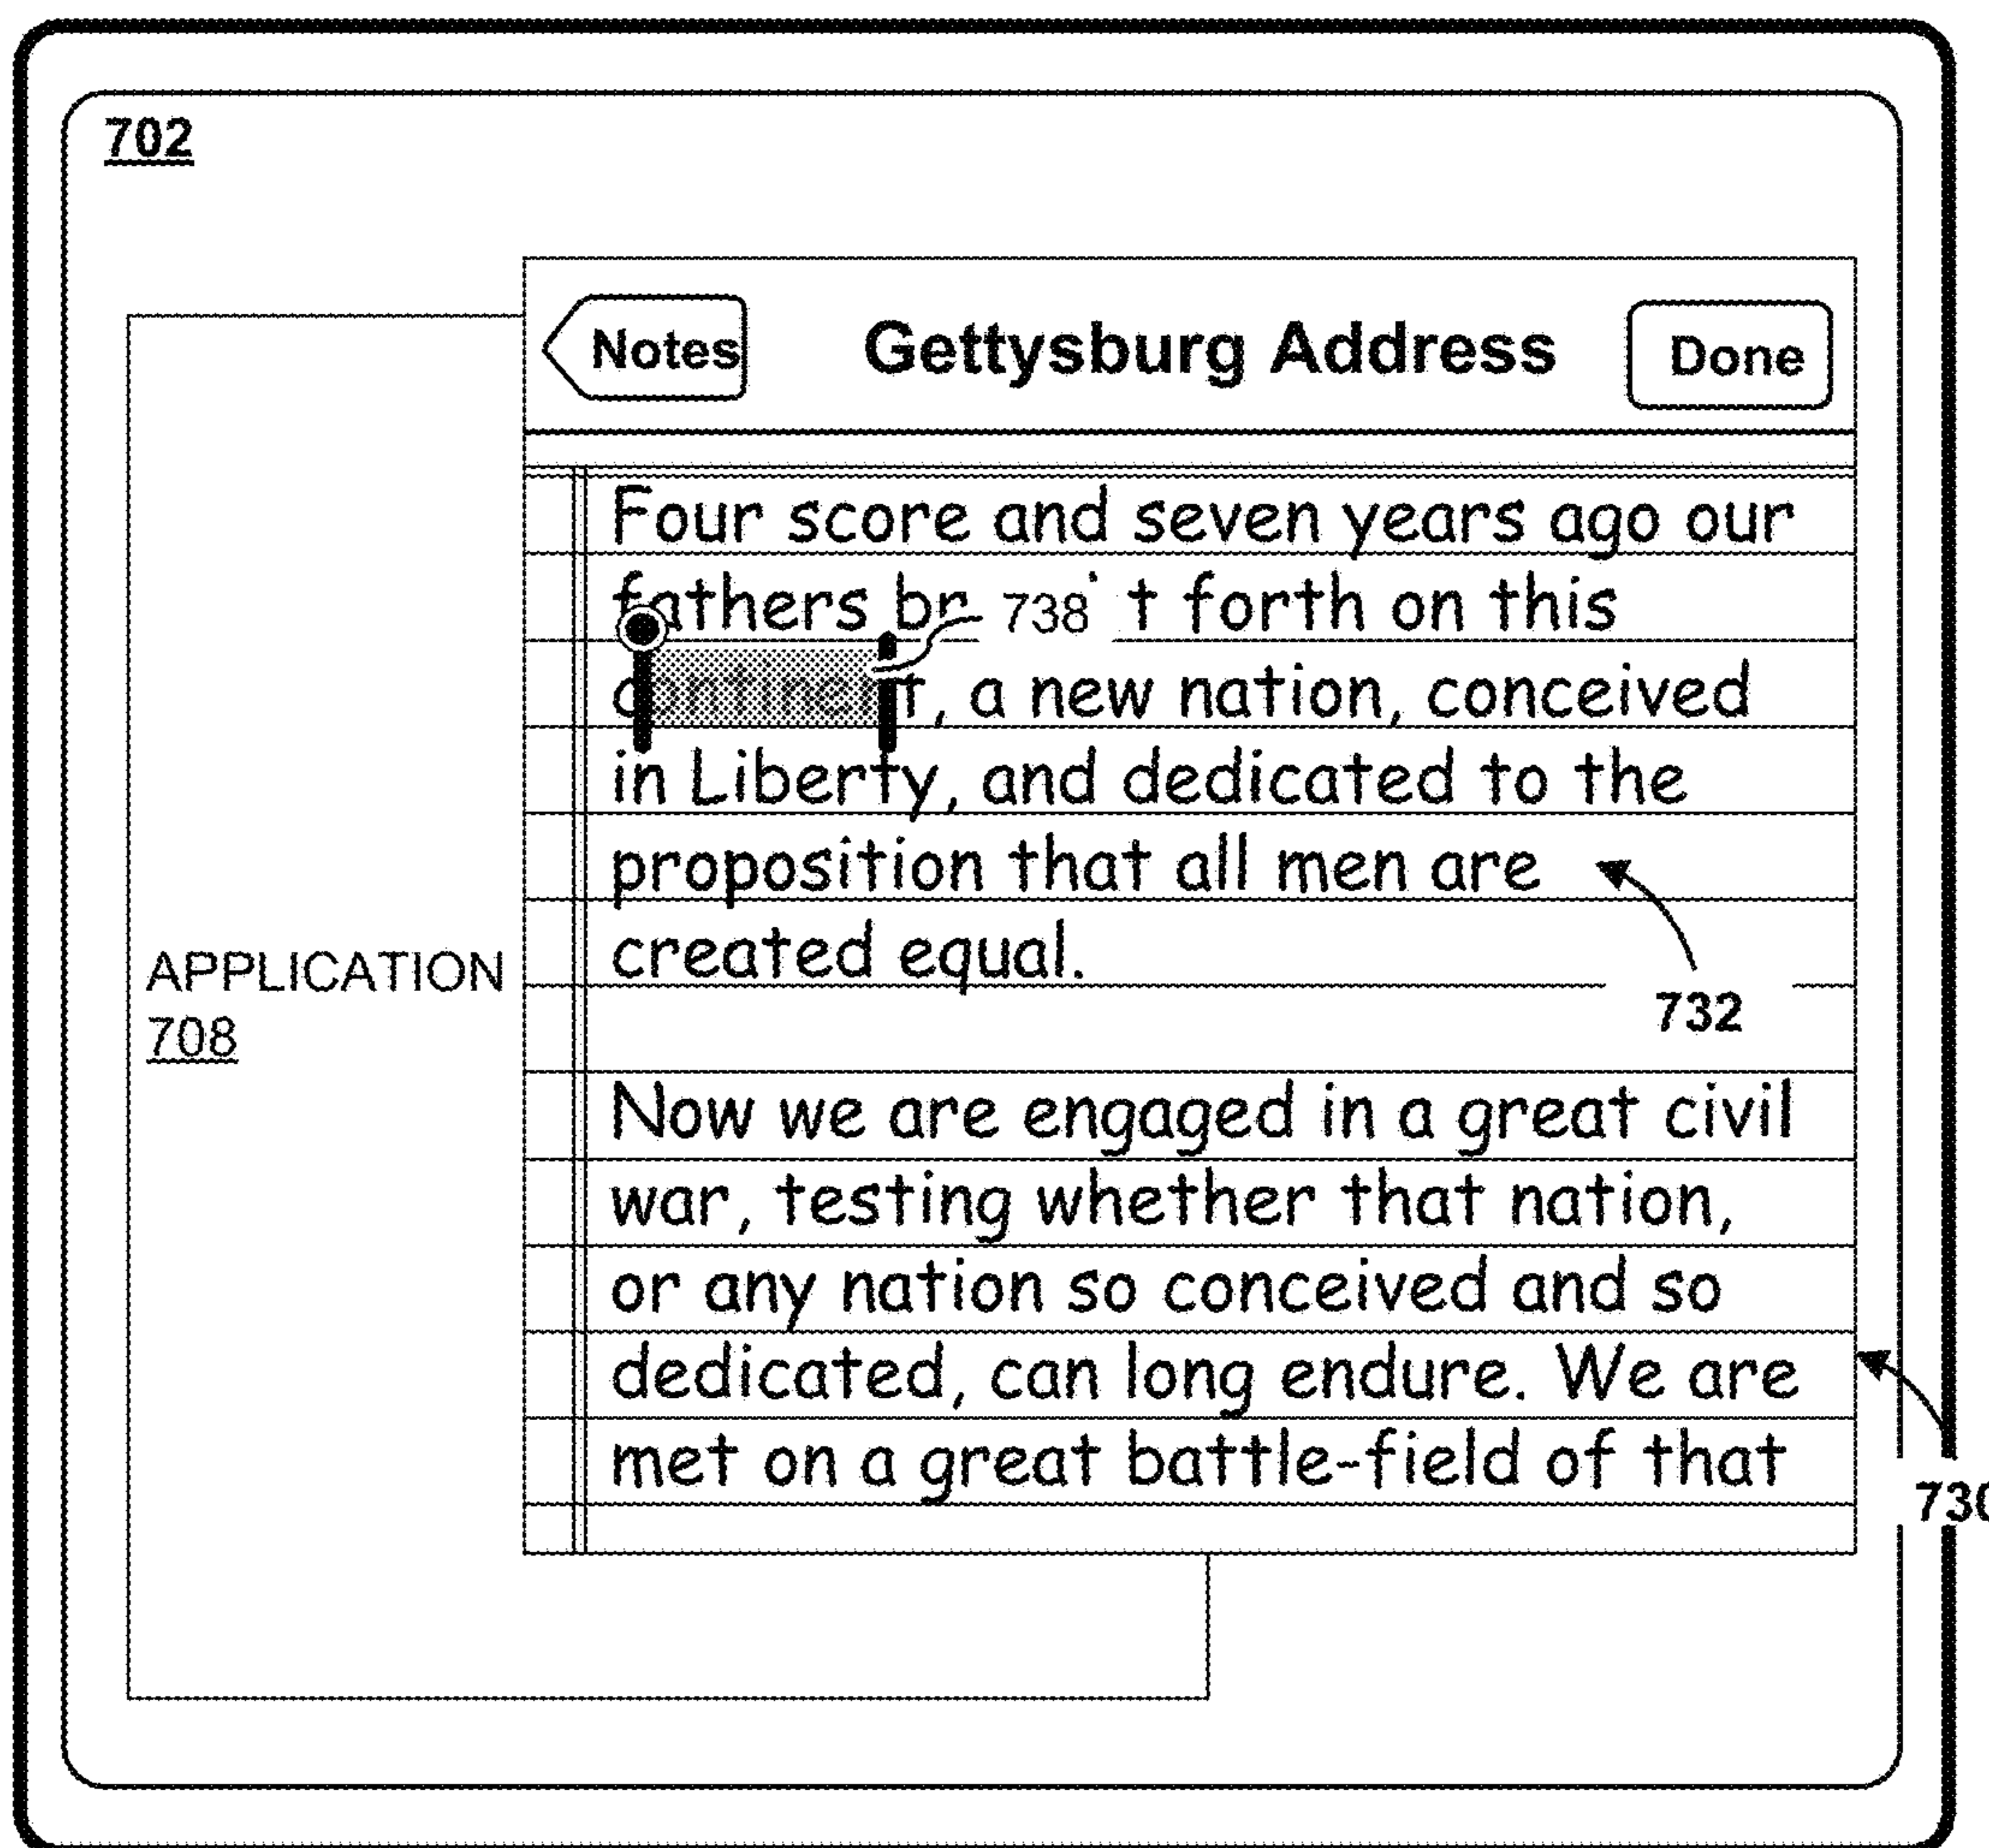 702
Notes
Gettysburg Address
Done
Four score and seven years ago our
fathers br 738 t forth on this
continent, a new nation, conceived
in Liberty, and dedicated to the
proposition that all men are
created equal.
732
APPLICATION
708
Now we are engaged in a great civil
war, testing whether that nation,
or any nation so conceived and so
dedicated, can long endure. We are
met on a great battle-field of that
730